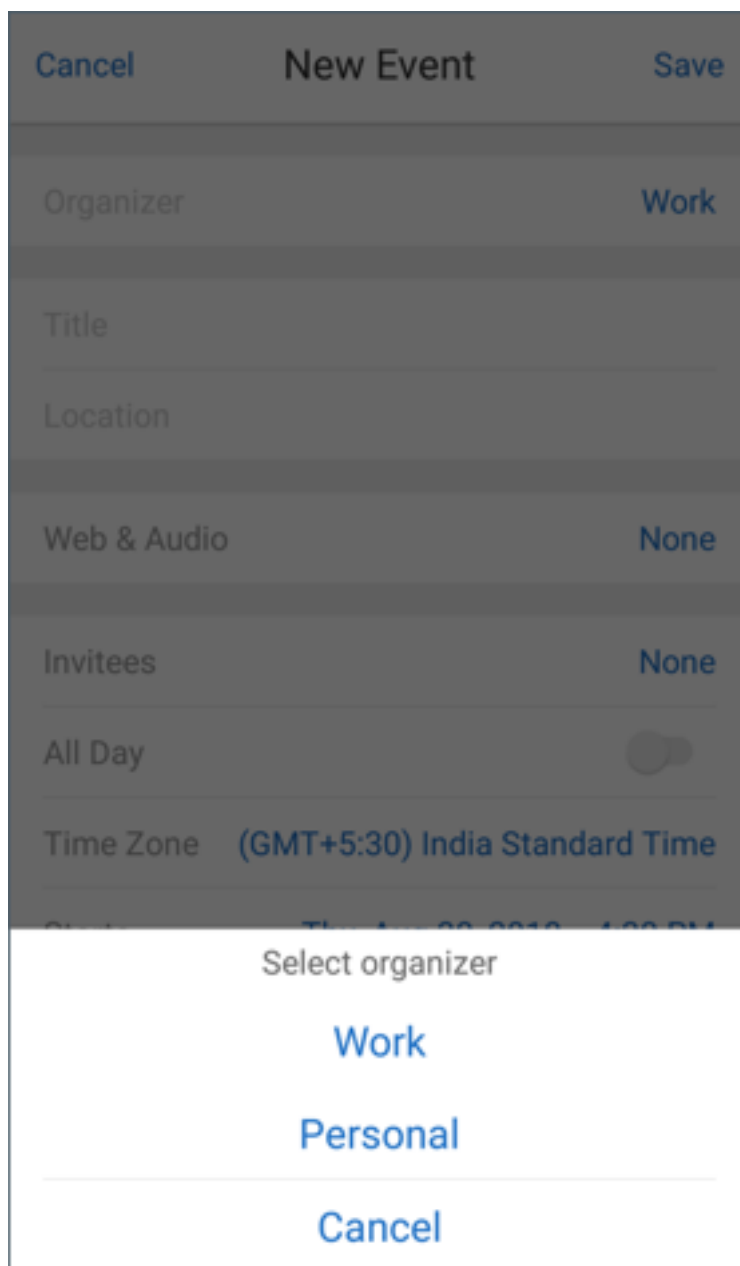 Cancel New Event Save
Organizer Work
Title
Location
Web & Audio None
Invitees None
All Day
Time Zone (GMT+5:30) India Standard Time
Select organizer
Work
Personal
Cancel